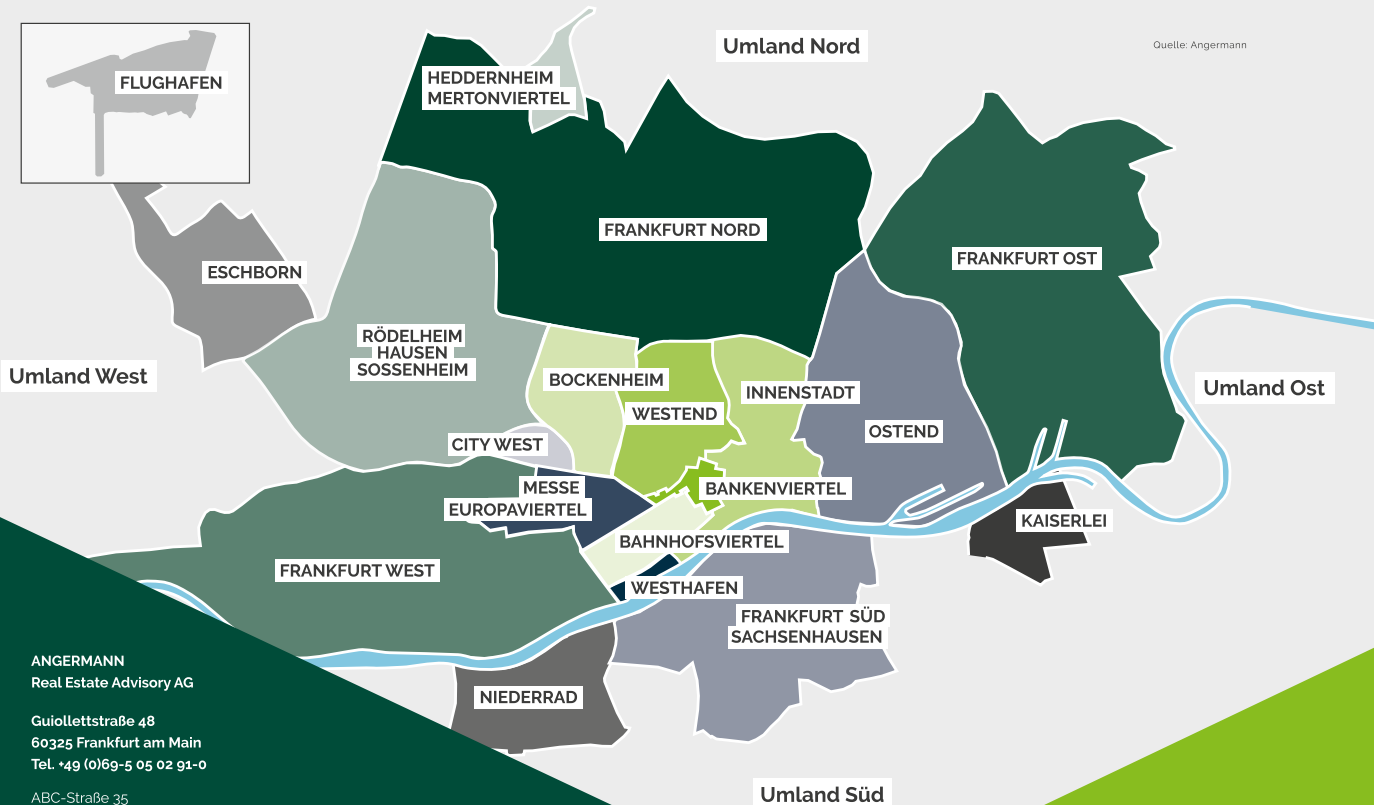 Umland Nord
Quelle: Angermann
FLUGHAFEN
HEDDERNHEIM
MERTONVIERTEL
FRANKFURT NORD
FRANKFURT OST
ESCHBORN
RÖDELHEIM
HAUSEN
SOSSENHEIM
Umland West
BOCKENHEIM
WESTEND
INNENSTADT
Umland Ost
OSTEND
CITY WEST
MESSE
EUROPAVIERTEL
BANKENVIERTEL
KAISERLEI
BAHNHOFSVIERTEL
FRANKFURT WEST
WESTHAFEN
FRANKFURT SÜD
SACHSENHAUSEN
NIEDERRAD
Umland Süd
ANGERMANN
Real Estate Advisory AG
Guiollettstraße 48
60325 Frankfurt am Main
Tel. +49 (0)69-5 05 02 91-0
ABC-Straße 35